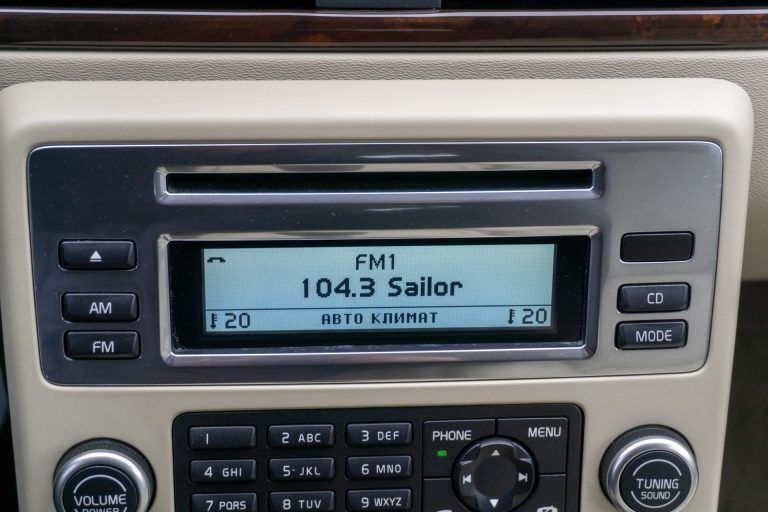 FM1
104.3 Sailor
20 АВТО КЛИМАТ 20
AM
FM
CD
MODE
1
2 ABC
3 DEF
4 GHI
5·JKL
6 MNO
7 PQRS
8 TUV
9 WXYZ
PHONE
MENU
VOLUME
POWER
TUNING
SOUND